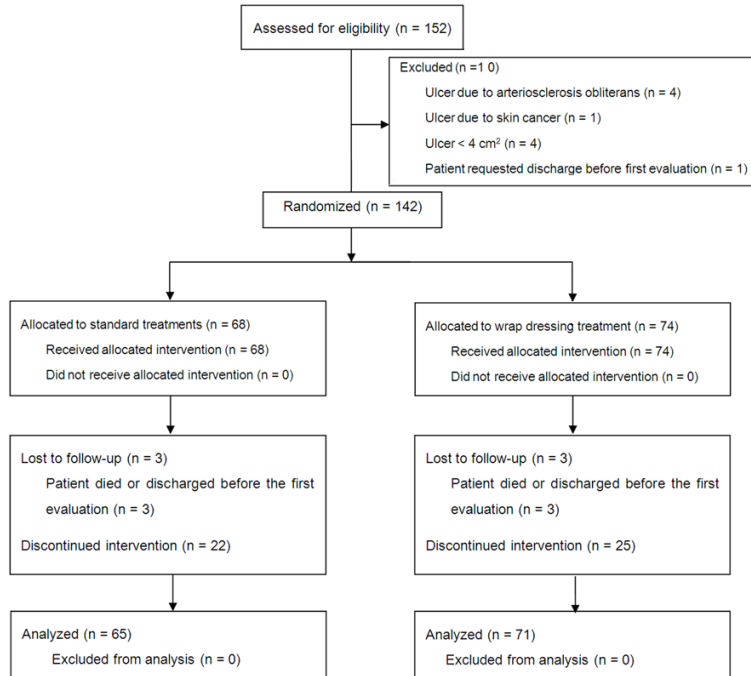 Assessed for eligibility (n = 152)
Excluded (n =1 0)
Ulcer due to arteriosclerosis obliterans (n = 4)
Ulcer due to skin cancer (n = 1)
Ulcer < 4 cm² (n = 4)
Patient requested discharge before first evaluation (n = 1)
Randomized (n = 142)
Allocated to standard treatments (n = 68)
Received allocated intervention (n = 68)
Did not receive allocated intervention (n = 0)
Allocated to wrap dressing treatment (n = 74)
Received allocated intervention (n = 74)
Did not receive allocated intervention (n = 0)
Lost to follow-up (n = 3)
Patient died or discharged before the first
evaluation (n = 3)
Discontinued intervention (n = 22)
Lost to follow-up (n = 3)
Patient died or discharged before the first
evaluation (n = 3)
Discontinued intervention (n = 25)
Analyzed (n = 65)
Excluded from analysis (n = 0)
Analyzed (n = 71)
Excluded from analysis (n = 0)